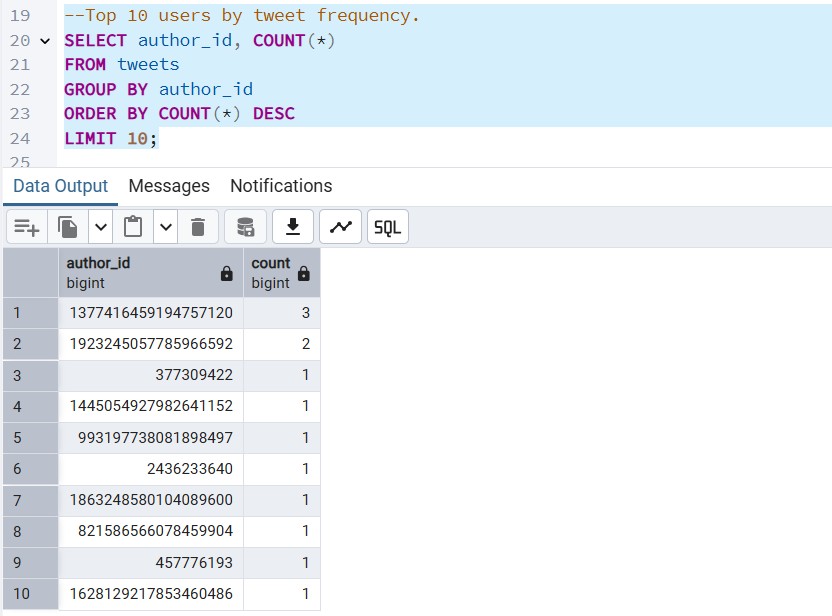 19 --Top 10 users by tweet frequency.
20 SELECT author_id, COUNT(*)
21 FROM tweets
22 GROUP BY author_id
23 ORDER BY COUNT(*) DESC
24 LIMIT 10;
25
Data Output Messages Notifications
SQL
author_id count
bigint bigint
1 1377416459194757120 3
2 1923245057785966592 2
3 377309422 1
4 1445054927982641152 1
5 993197738081898497 1
6 2436233640 1
7 1863248580104089600 1
8 821586566078459904 1
9 457776193 1
10 1628129217853460486 1